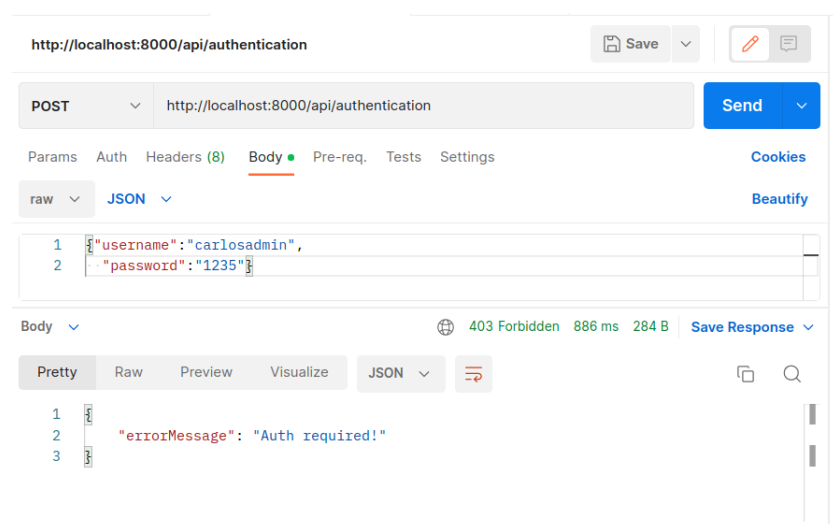 http://localhost:8000/api/authentication
Save
POST
http://localhost:8000/api/authentication
Send
Params Auth Headers (8) Body Pre-req. Tests Settings Cookies
raw JSON Beautify
1 {"username":"carlosadmin",
2 "password":"1235"}
Body 403 Forbidden 886 ms 284 B Save Response
Pretty Raw Preview Visualize JSON
1 {
2 "errorMessage": "Auth required!"
3 }